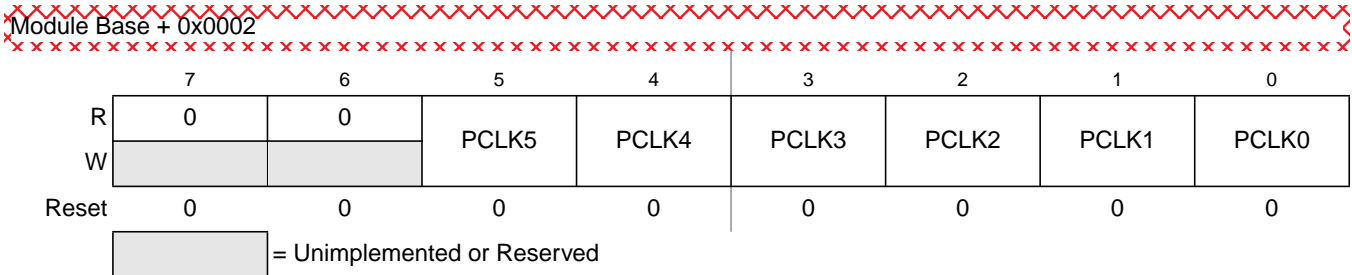 Module Base + 0x0002
7 6 5 4 3 2 1 0
R 0 0 PCLK5 PCLK4 PCLK3 PCLK2 PCLK1 PCLK0
W
Reset 0 0 0 0 0 0 0 0
= Unimplemented or Reserved